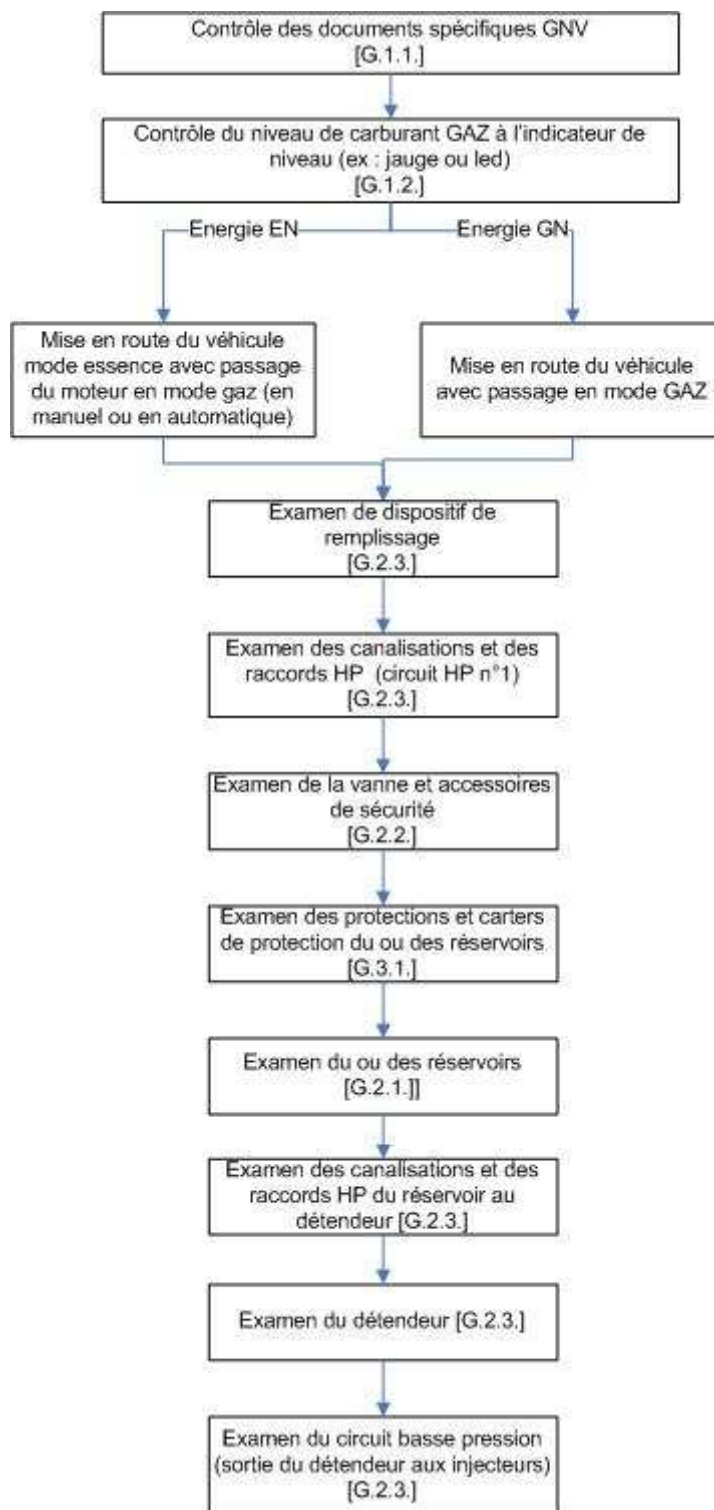 Contrôle des documents spécifiques GNV
[G.1.1.]
Contrôle du niveau de carburant GAZ à l'indicateur de
niveau (ex : jauge ou led)
[G.1.2.]
Energie EN
Energie GN
Mise en route du véhicule
mode essence avec passage
du moteur en mode gaz (en
manuel ou en automatique)
Mise en route du véhicule
avec passage en mode GAZ
Examen de dispositif de
remplissage
[G.2.3.]
Examen des canalisations et des
raccords HP (circuit HP n°1)
[G.2.3.]
Examen de la vanne et accessoires
de sécurité
[G.2.2.]
Examen des protections et carters
de protection du ou des réservoirs
[G.3.1.]
Examen du ou des réservoirs
[G.2.1.]]
Examen des canalisations et des
raccords HP du réservoir au
détendeur [G.2.3.]
Examen du détendeur [G.2.3.]
Examen du circuit basse pression
(sortie du détendeur aux injecteurs)
[G.2.3.]